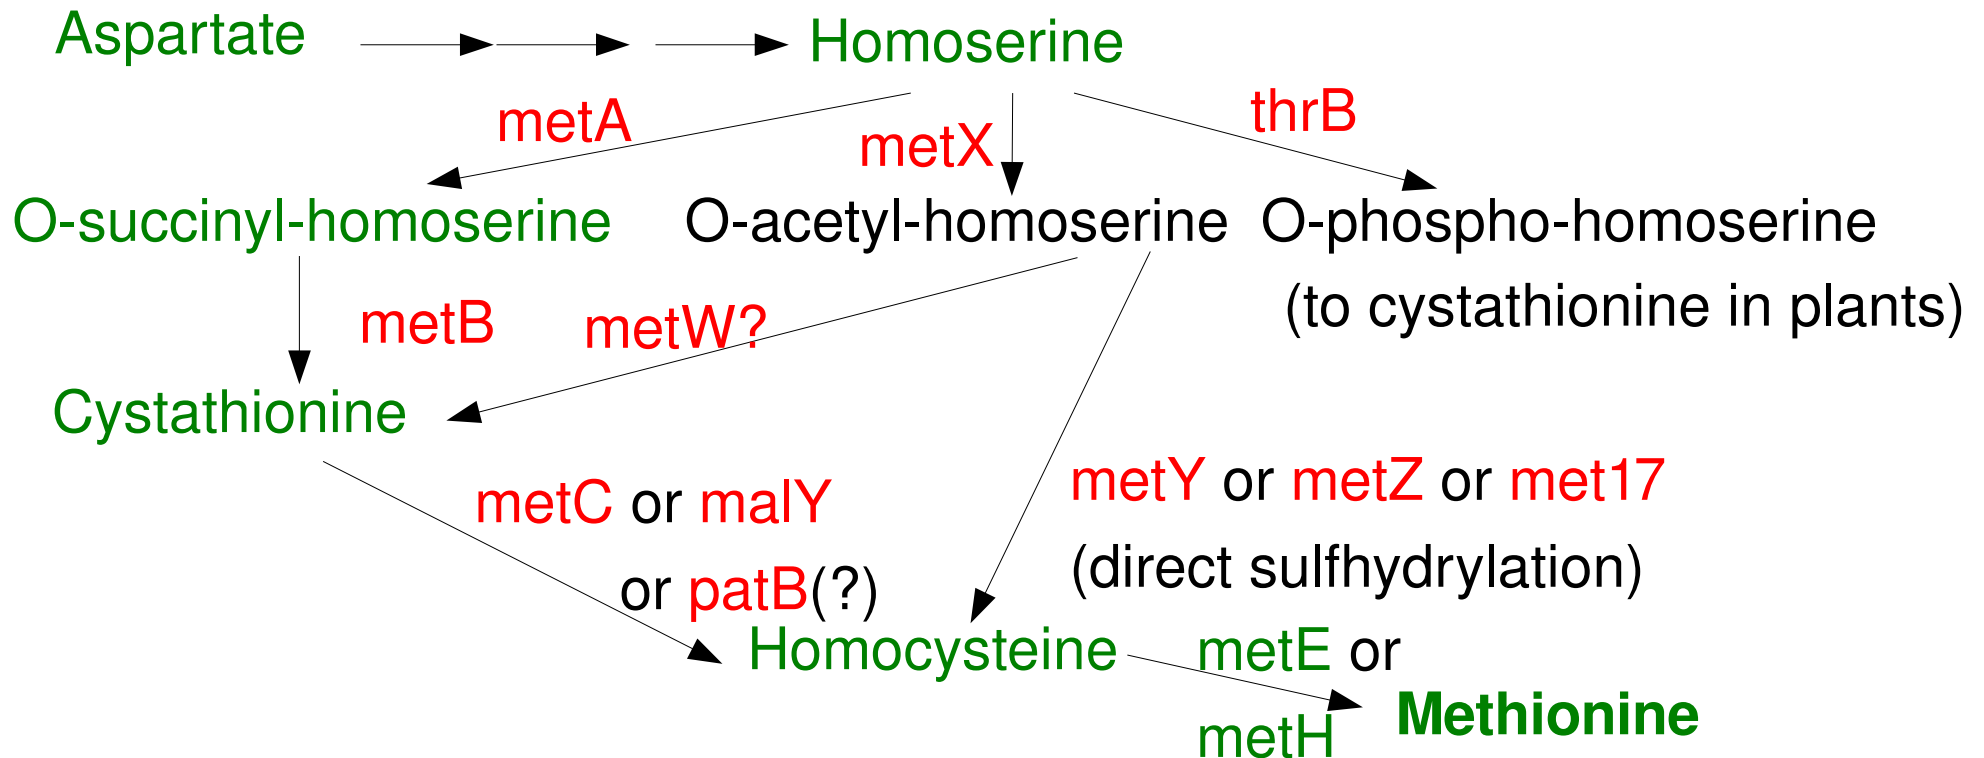 Aspartate
Homoserine
metA
metX
thrB
O-succinyl-homoserine
O-acetyl-homoserine
O-phospho-homoserine
(to cystathionine in plants)
metB
metW?
Cystathionine
metC or malY
or patB(?)
metY or metZ or met17
(direct sulfhydrylation)
Homocysteine
metE or
metH
Methionine